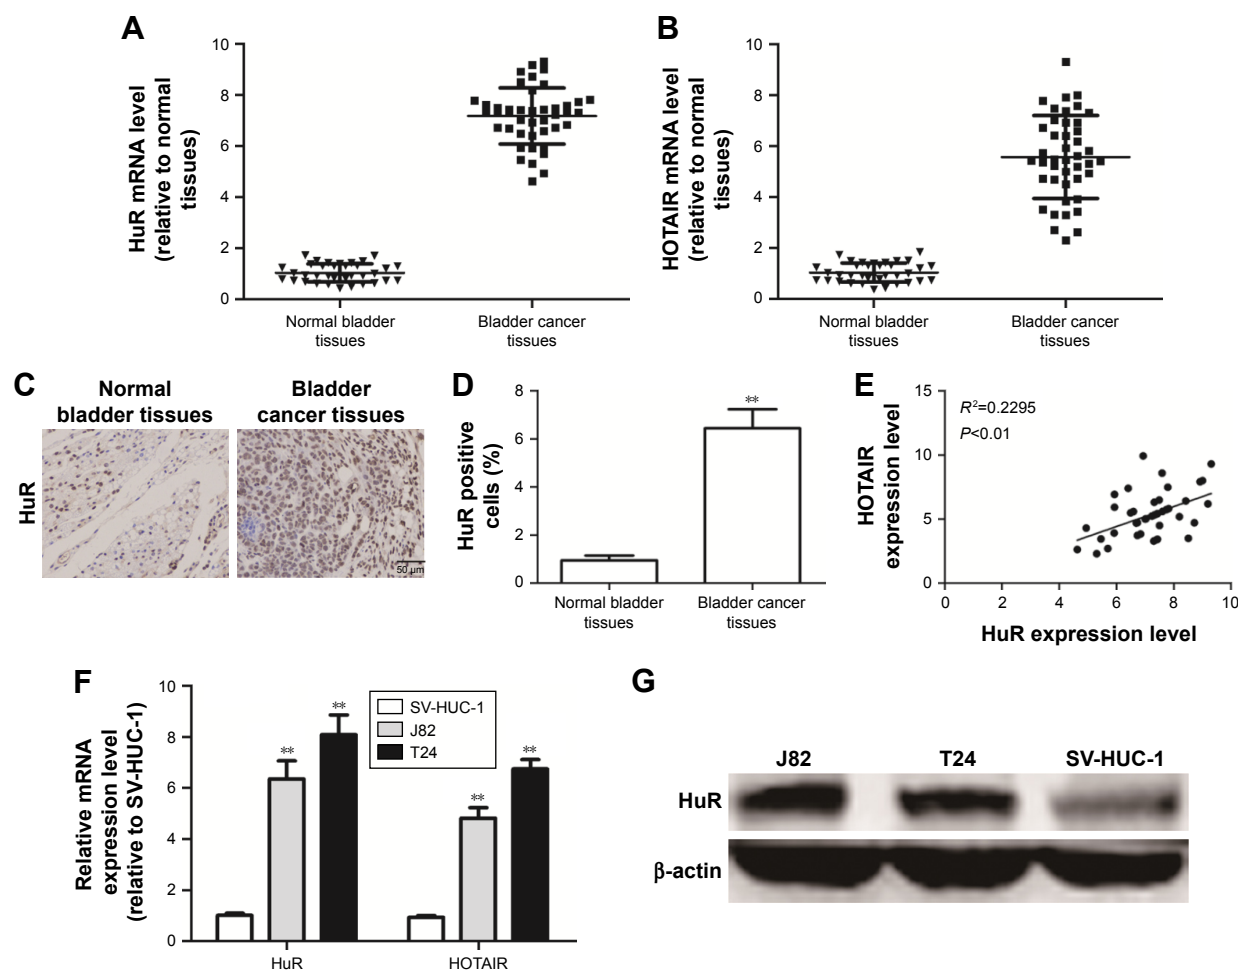 A
HuR mRNA level
(relative to normal
tissues)
10
8
6
4
2
0
Normal bladder
tissues
Bladder cancer
tissues
B
HOTAIR mRNA level
(relative to normal
tissues)
10
8
6
4
2
0
Normal bladder
tissues
Bladder cancer
tissues
C
Normal
bladder tissues
Bladder
cancer tissues
HuR
50 µm
D
HuR positive
cells (%)
8
6
4
2
0
**
Normal bladder
tissues
Bladder cancer
tissues
E
HOTAIR
expression level
15
10
5
0
R²=0.2295
P<0.01
0 2 4 6 8 10
HuR expression level
F
Relative mRNA
expression level
(relative to SV-HUC-1)
10
8
6
4
2
0
** ** ** **
SV-HUC-1
J82
T24
HuR HOTAIR
G
J82 T24 SV-HUC-1
HuR
β-actin